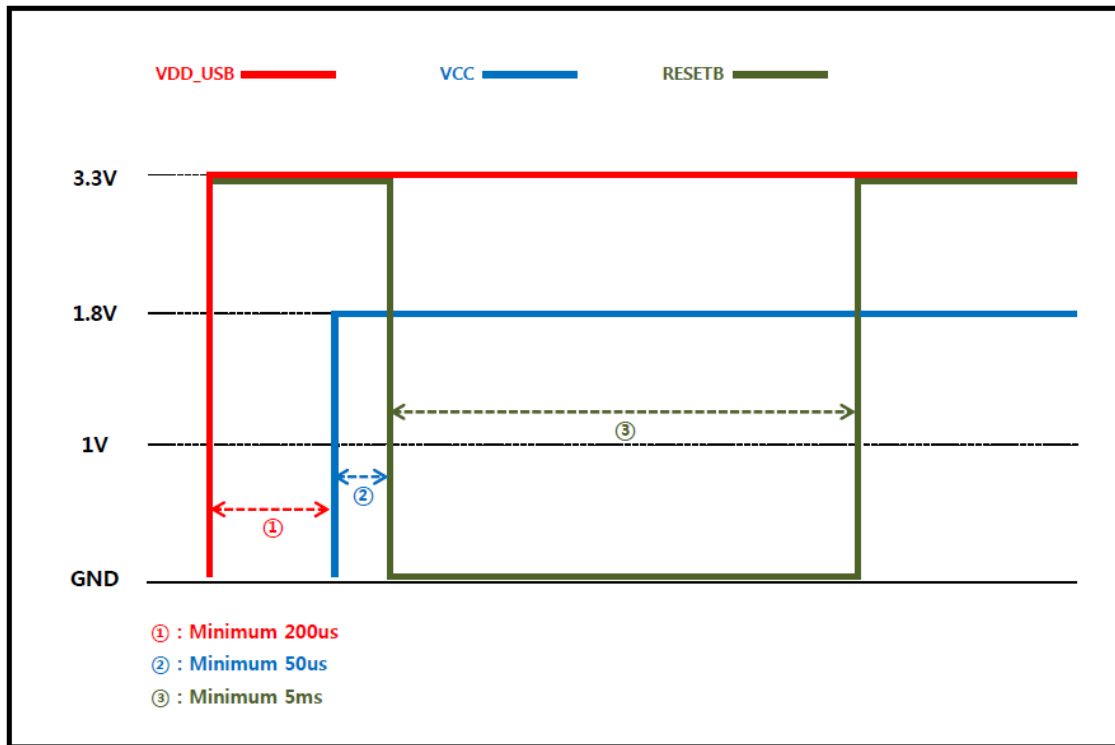 VDD_USB VCC RESETB
3.3V
1.8V
③
1V
②
①
GND
① : Minimum 200us
② : Minimum 50us
③ : Minimum 5ms